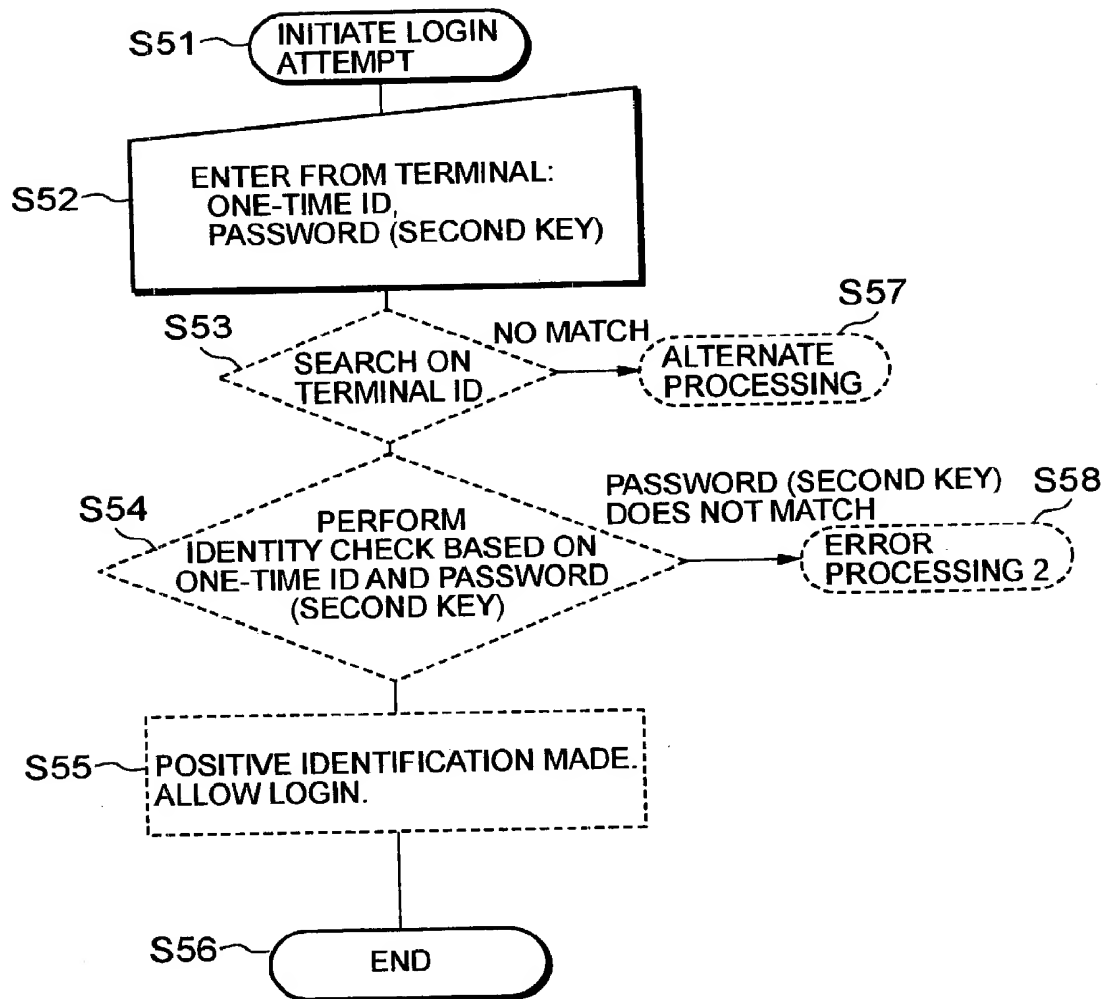 S51
INITIATE LOGIN
ATTEMPT
S52
ENTER FROM TERMINAL:
ONE-TIME ID,
PASSWORD (SECOND KEY)
S53
SEARCH ON
TERMINAL ID
NO MATCH
S57
ALTERNATE
PROCESSING
S54
PERFORM
IDENTITY CHECK BASED ON
ONE-TIME ID AND PASSWORD
(SECOND KEY)
PASSWORD (SECOND KEY)
DOES NOT MATCH
S58
ERROR
PROCESSING 2
S55
POSITIVE IDENTIFICATION MADE.
ALLOW LOGIN.
S56
END